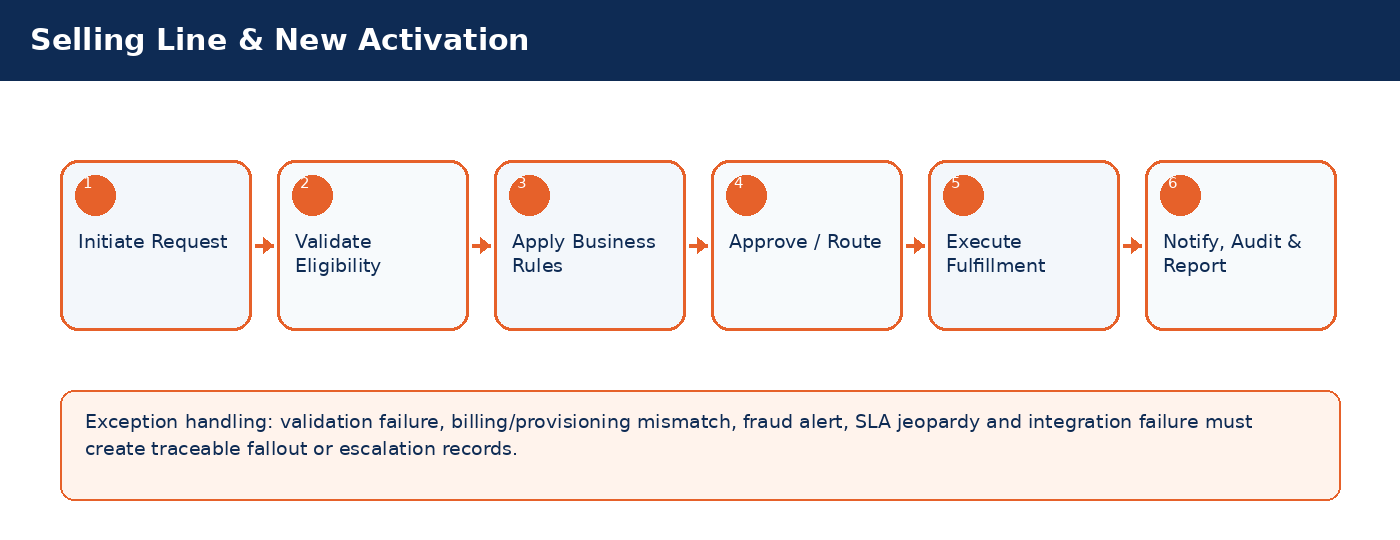 Selling Line & New Activation
1
Initiate Request
2
Validate
Eligibility
3
Apply Business
Rules
4
Approve / Route
5
Execute
Fulfillment
6
Notify, Audit &
Report
Exception handling: validation failure, billing/provisioning mismatch, fraud alert, SLA jeopardy and integration failure must
create traceable fallout or escalation records.